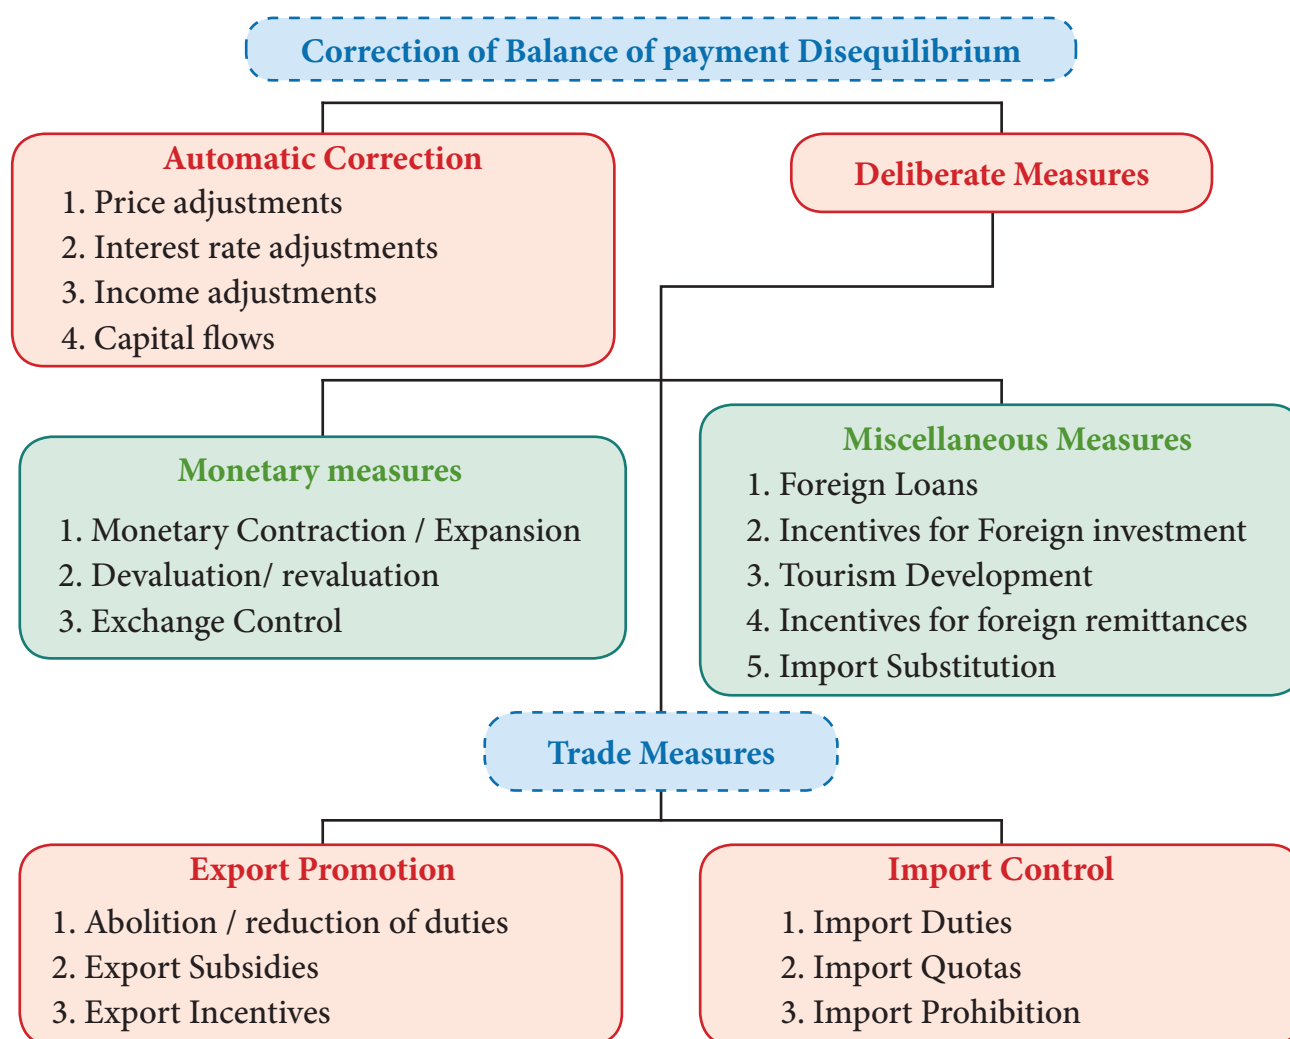 Correction of Balance of payment Disequilibrium
Automatic Correction
1. Price adjustments
2. Interest rate adjustments
3. Income adjustments
4. Capital flows
Deliberate Measures
Monetary measures
1. Monetary Contraction / Expansion
2. Devaluation/ revaluation
3. Exchange Control
Miscellaneous Measures
1. Foreign Loans
2. Incentives for Foreign investment
3. Tourism Development
4. Incentives for foreign remittances
5. Import Substitution
Trade Measures
Export Promotion
1. Abolition / reduction of duties
2. Export Subsidies
3. Export Incentives
Import Control
1. Import Duties
2. Import Quotas
3. Import Prohibition